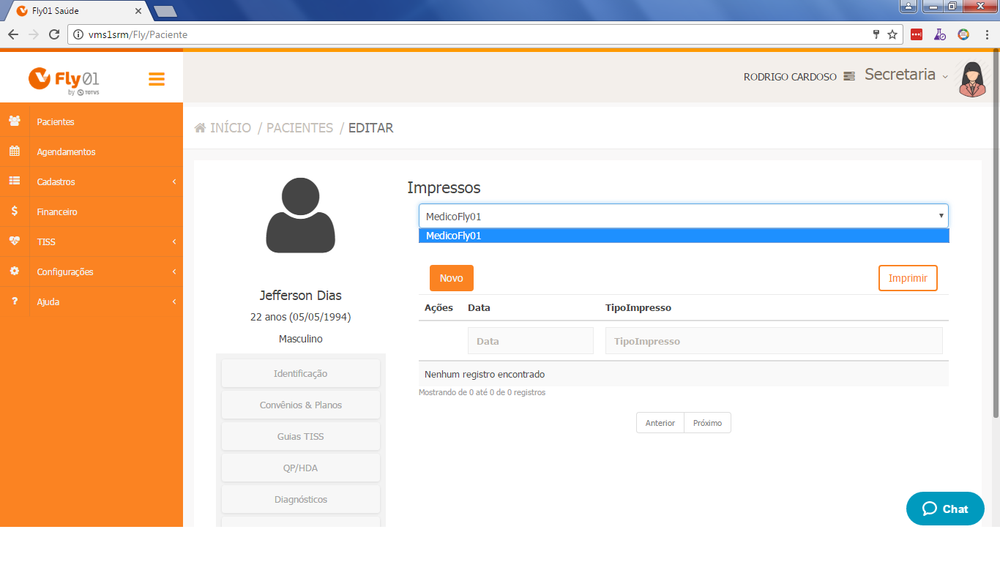 Fly01 Saúde
vms1srm/Fly/Paciente
Fly01
by TOTVS
RODRIGO CARDOSO
Secretaria
Pacientes
Agendamentos
Cadastros
Financeiro
TISS
Configurações
Ajuda
INÍCIO / PACIENTES / EDITAR
Jefferson Dias
22 anos (05/05/1994)
Masculino
Identificação
Convênios & Planos
Guias TISS
QP/HDA
Diagnósticos
Impressos
MedicoFly01
MedicoFly01
Novo
Imprimir
Ações Data TipoImpresso
Data TipoImpresso
Nenhum registro encontrado
Mostrando de 0 até 0 de 0 registros
Anterior Próximo
Chat